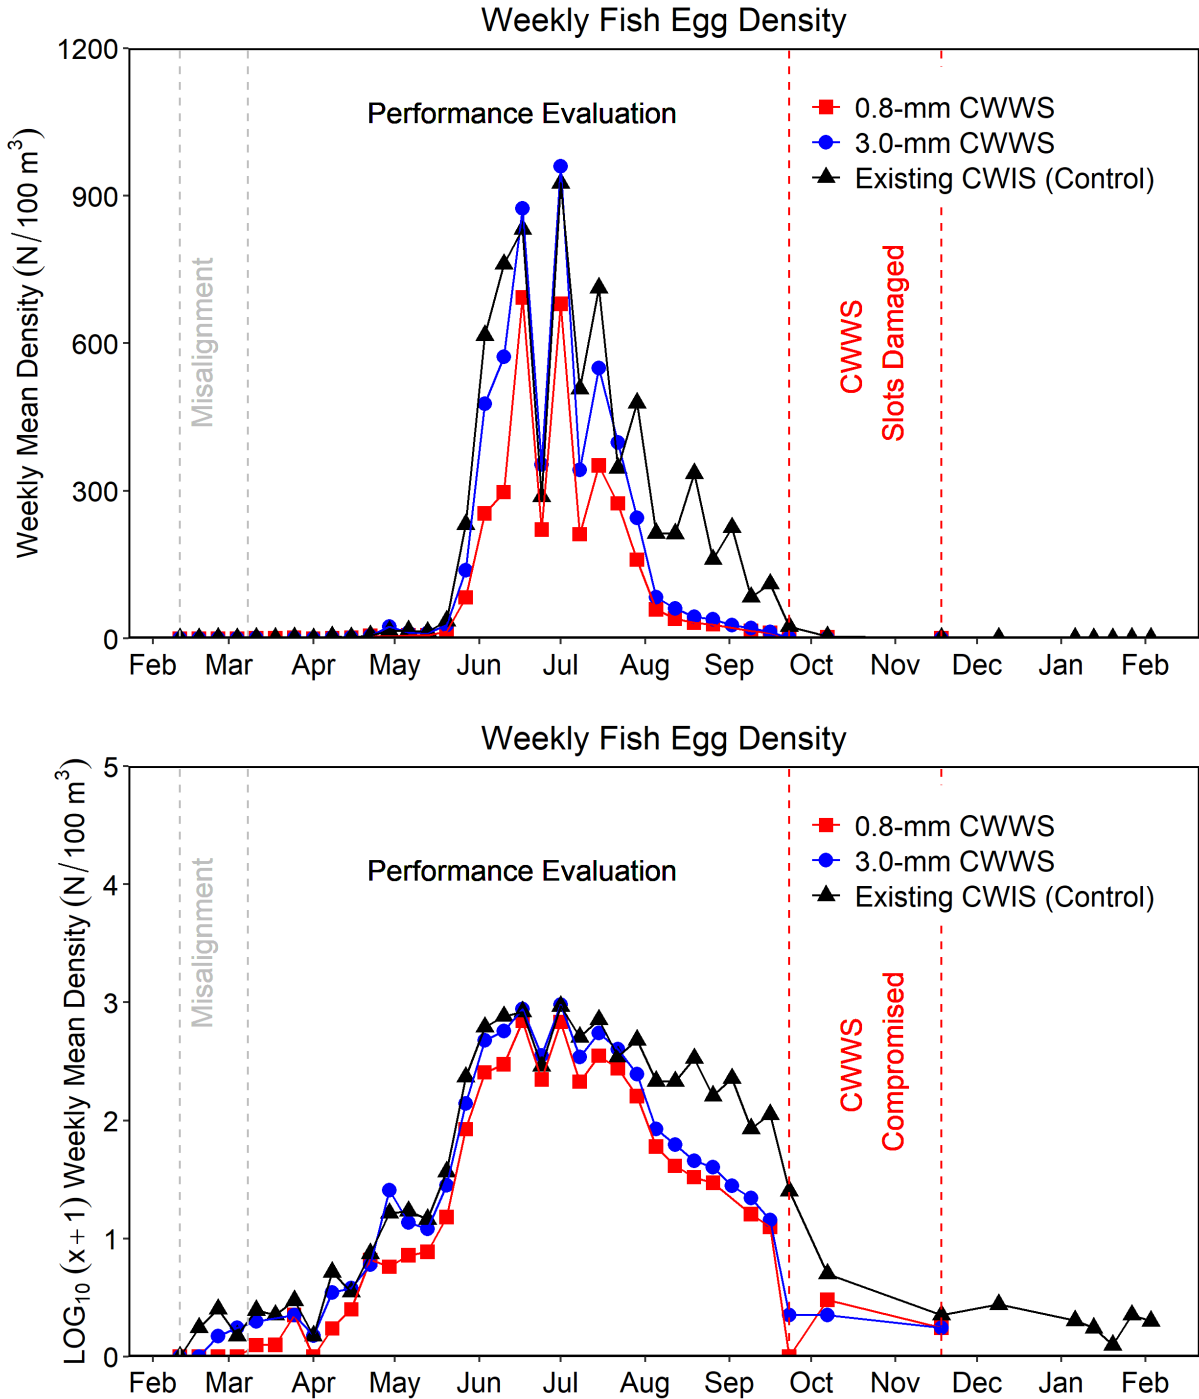 Weekly Fish Egg Density
Weekly Mean Density (N/100 m³)
1200
900
600
300
0
Misalignment
Performance Evaluation
0.8-mm CWWS
3.0-mm CWWS
Existing CWIS (Control)
CWWS
Slots Damaged
Feb Mar Apr May Jun Jul Aug Sep Oct Nov Dec Jan Feb
Weekly Fish Egg Density
LOG₁₀ (x + 1) Weekly Mean Density (N/100 m³)
5
4
3
2
1
0
Misalignment
Performance Evaluation
0.8-mm CWWS
3.0-mm CWWS
Existing CWIS (Control)
CWWS
Compromised
Feb Mar Apr May Jun Jul Aug Sep Oct Nov Dec Jan Feb